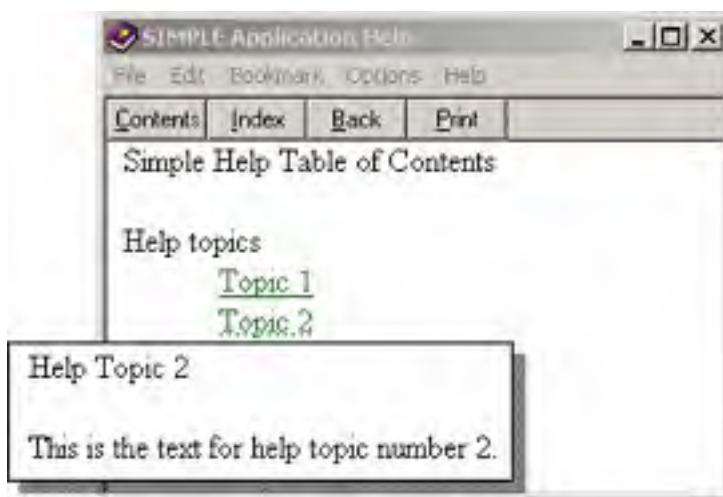 SIMPLE Application Help
File Edit Bookmark Options Help
Contents Index Back Print
Simple Help Table of Contents
Help topics
Topic 1
Topic 2
Help Topic 2
This is the text for help topic number 2.